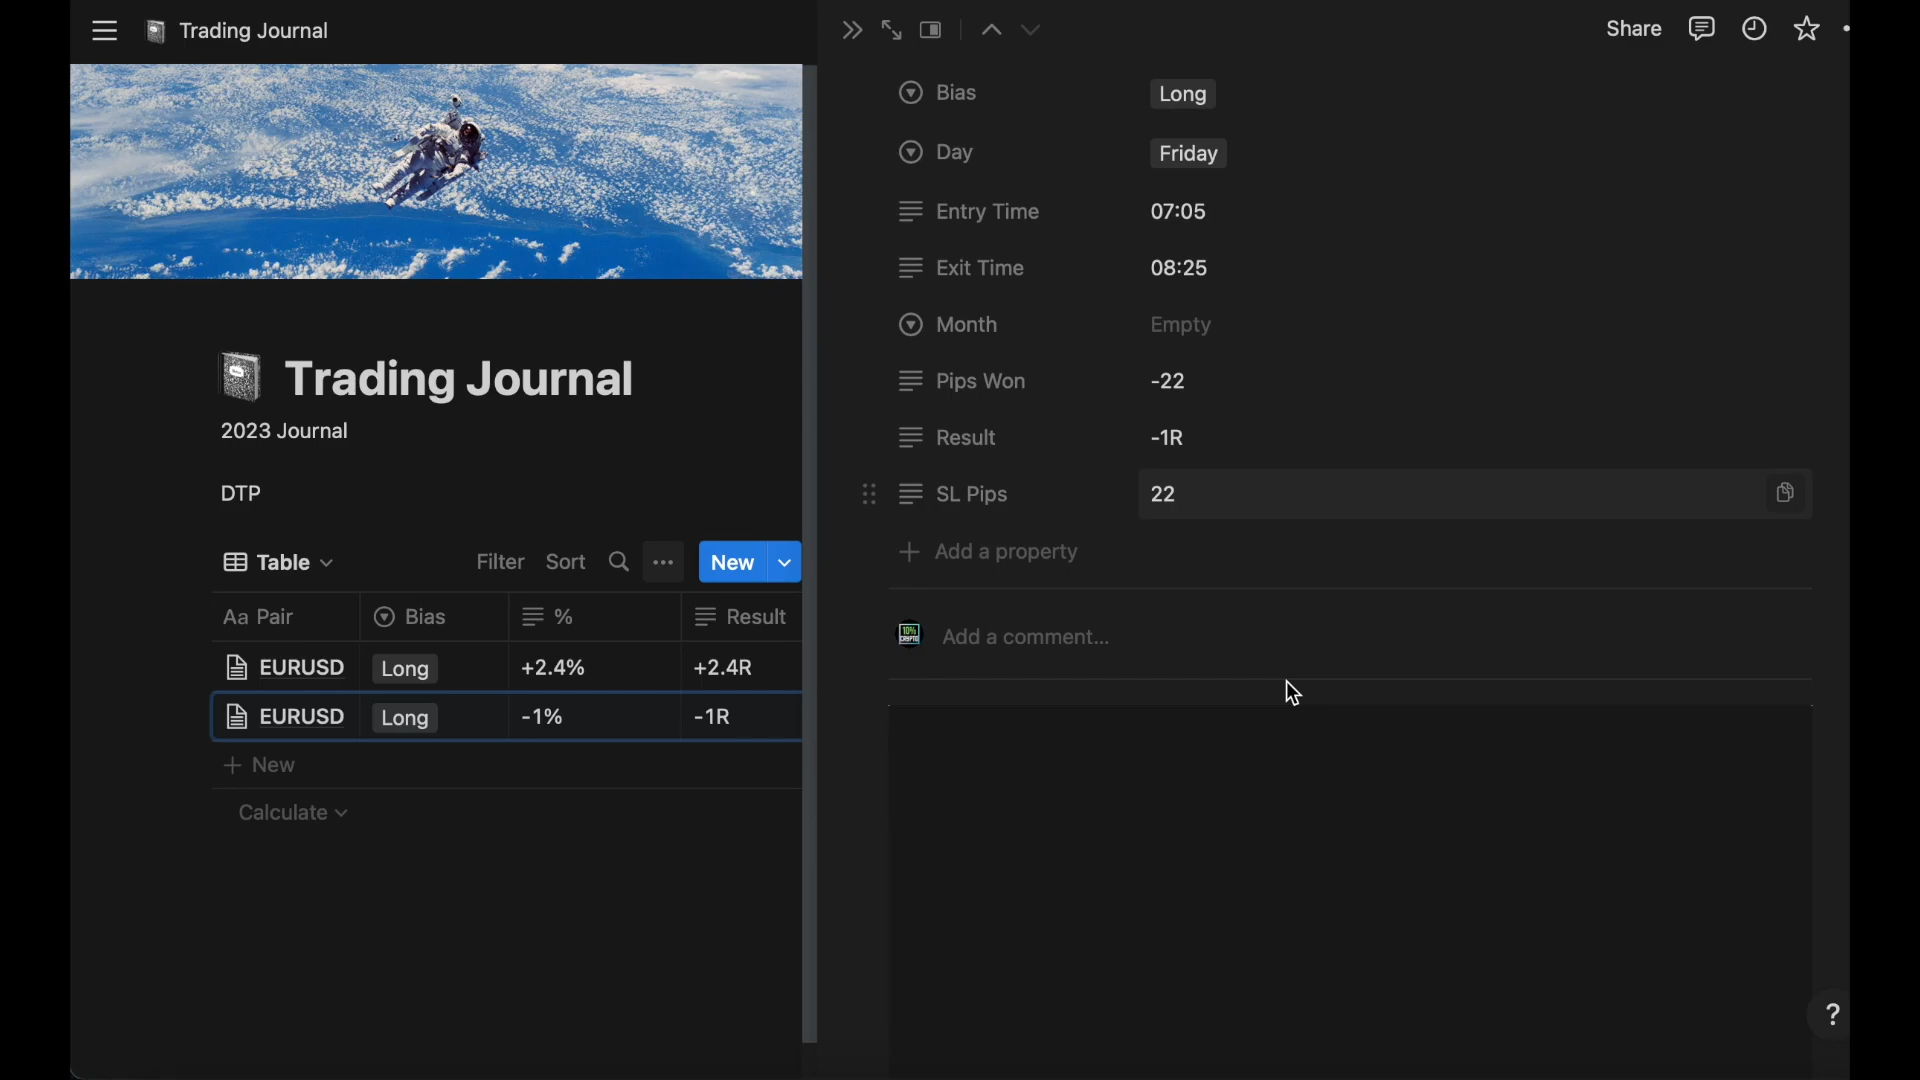 Trading Journal
Share
Trading Journal
2023 Journal
DTP
Table
Filter
Sort
New
Aa Pair
Bias
%
Result
EURUSD
Long
+2.4%
+2.4R
EURUSD
Long
-1%
-1R
+ New
Calculate
Bias
Long
Day
Friday
Entry Time
07:05
Exit Time
08:25
Month
Empty
Pips Won
-22
Result
-1R
SL Pips
22
+ Add a property
10%
CRYPTO
Add a comment...
?